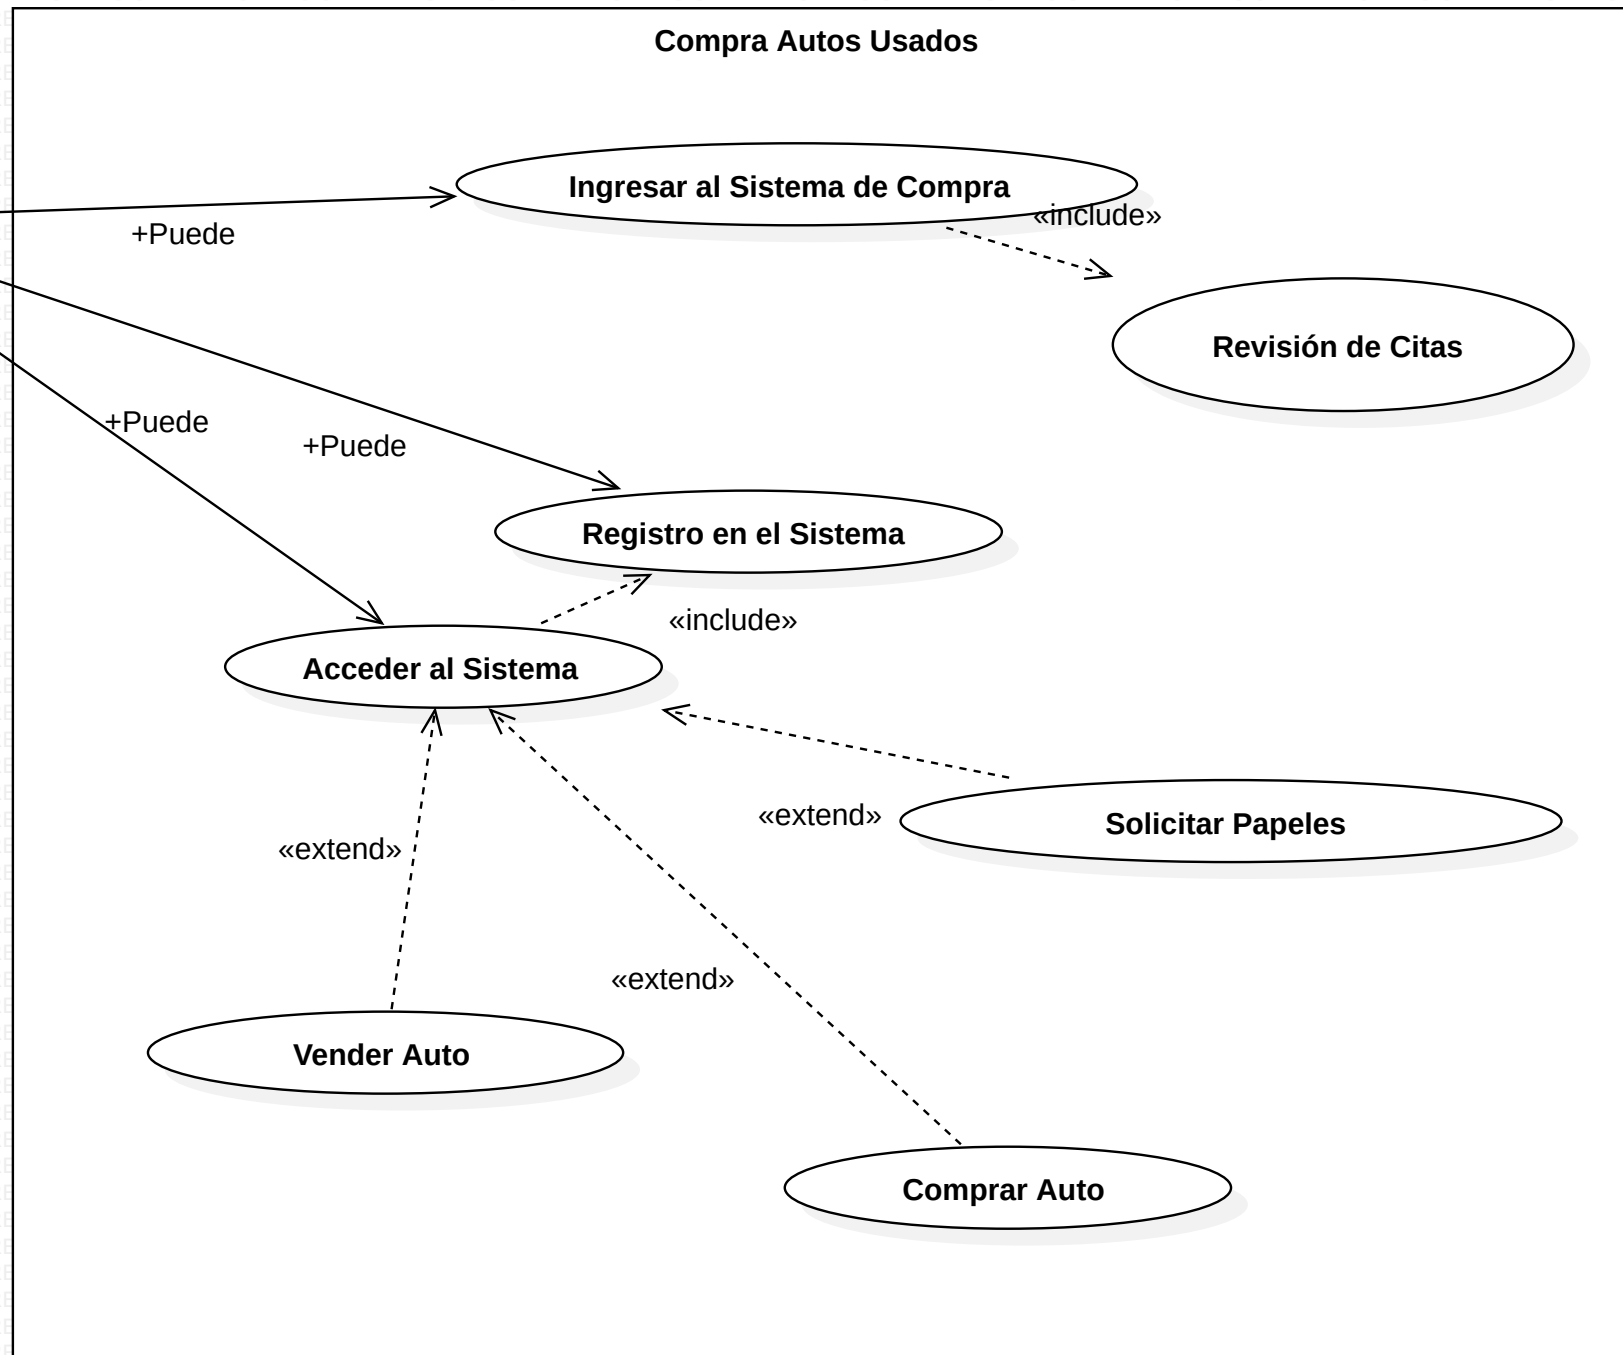 Compra Autos Usados
Ingresar al Sistema de Compra
«include»
+Puede
Revisión de Citas
+Puede
+Puede
Registro en el Sistema
«include»
Acceder al Sistema
«extend»
Solicitar Papeles
«extend»
«extend»
Vender Auto
Comprar Auto